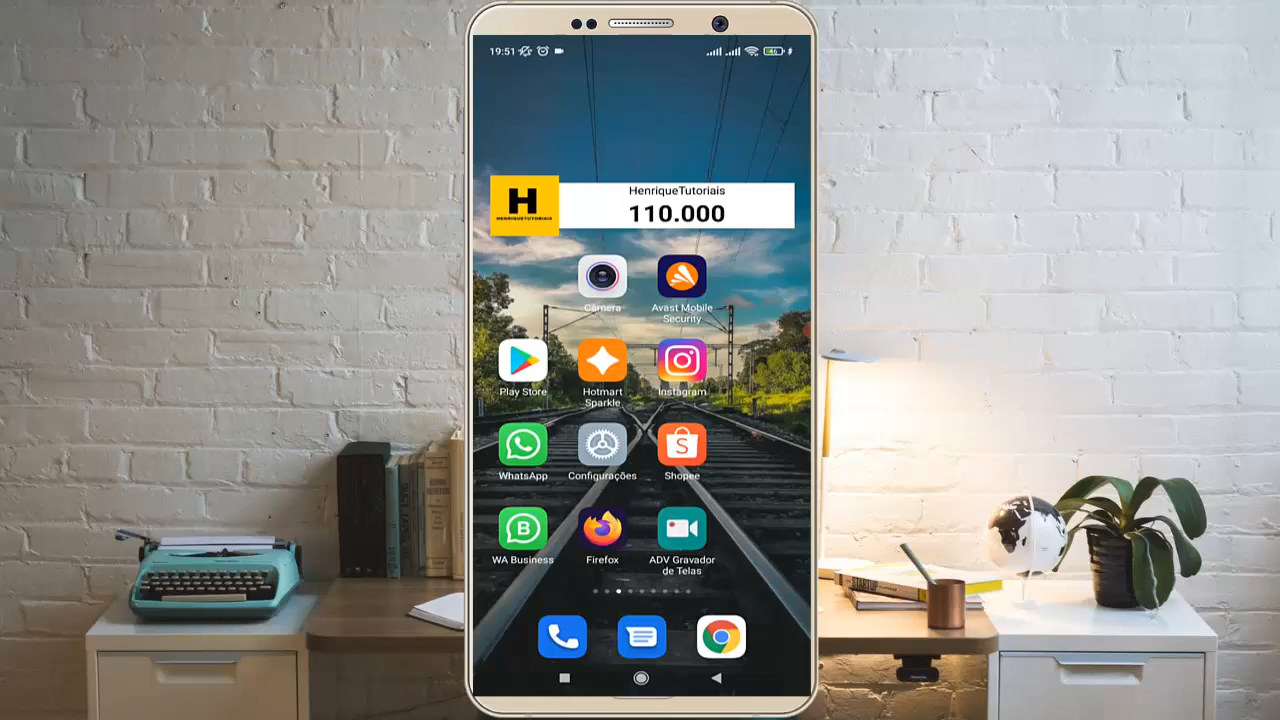 19:51
46
H
HENRIQUETUTORIAIS
HenriqueTutoriais
110.000
Câmera
Avast Mobile
Security
Play Store
Hotmart
Sparkle
Instagram
WhatsApp
Configurações
S
Shopee
B
WA Business
Firefox
ADV Gravador
de Telas
STARTUP